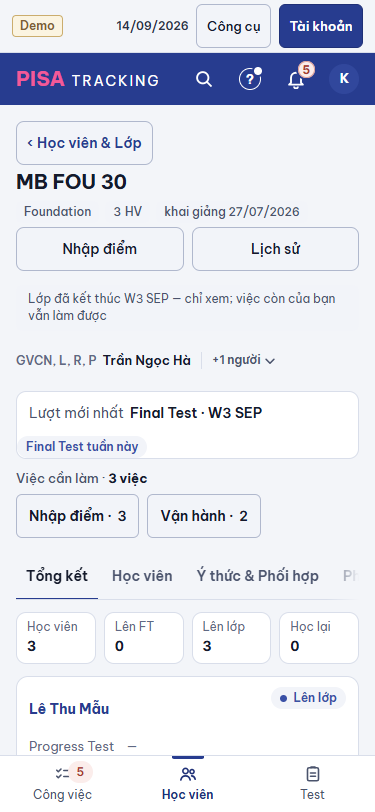 Demo
14/09/2026
Công cụ
Tài khoản
PISA TRACKING
?
5
K
‹ Học viên & Lớp
MB FOU 30
Foundation 3 HV khai giảng 27/07/2026
Nhập điểm
Lịch sử
Lớp đã kết thúc W3 SEP — chỉ xem; việc còn của bạn
vẫn làm được
GVCN, L, R, P Trần Ngọc Hà
+1 người
Lượt mới nhất Final Test · W3 SEP
Final Test tuần này
Việc cần làm · 3 việc
Nhập điểm · 3
Vận hành · 2
Tổng kết Học viên Ý thức & Phối hợp
Học viên
3
Lên FT
0
Lên lớp
3
Học lại
0
Lê Thu Mẫu
Lên lớp
Progress Test —
5
Công việc
Học viên
Test